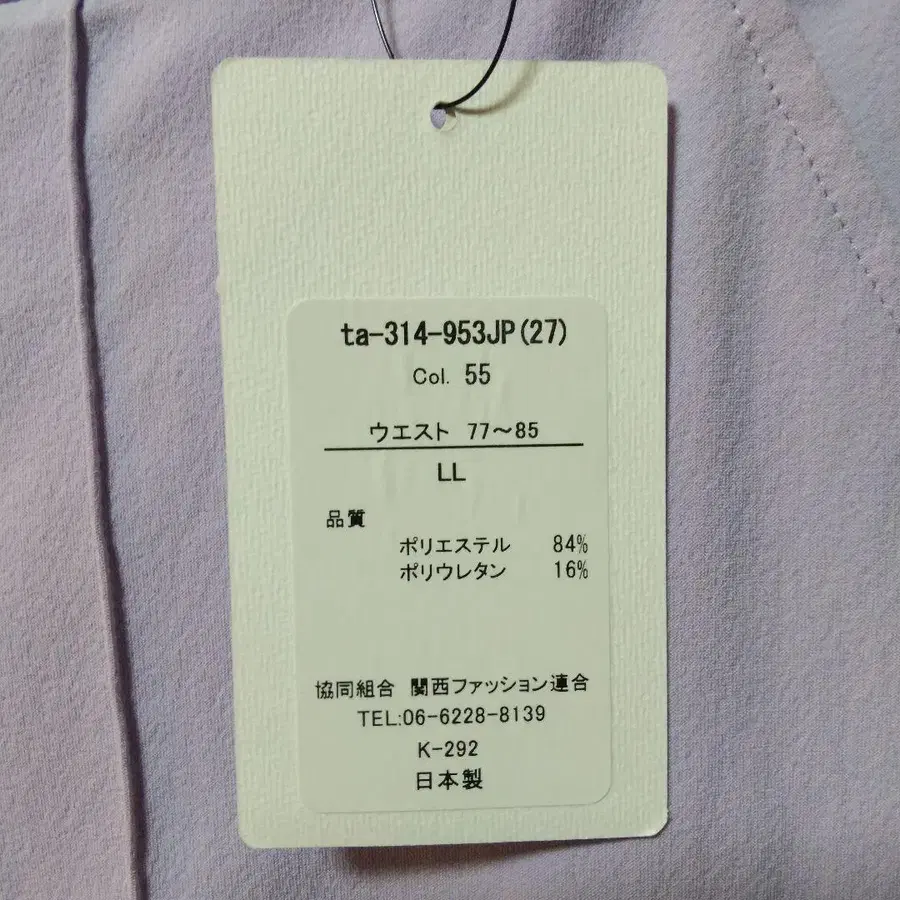 ta-314-953JP(27)
Col. 55
ウエスト 77～85
LL
品質
ポリエステル 84%
ポリウレタン 16%
協同組合 関西ファッション連合
TEL:06-6228-8139
K-292
日本製